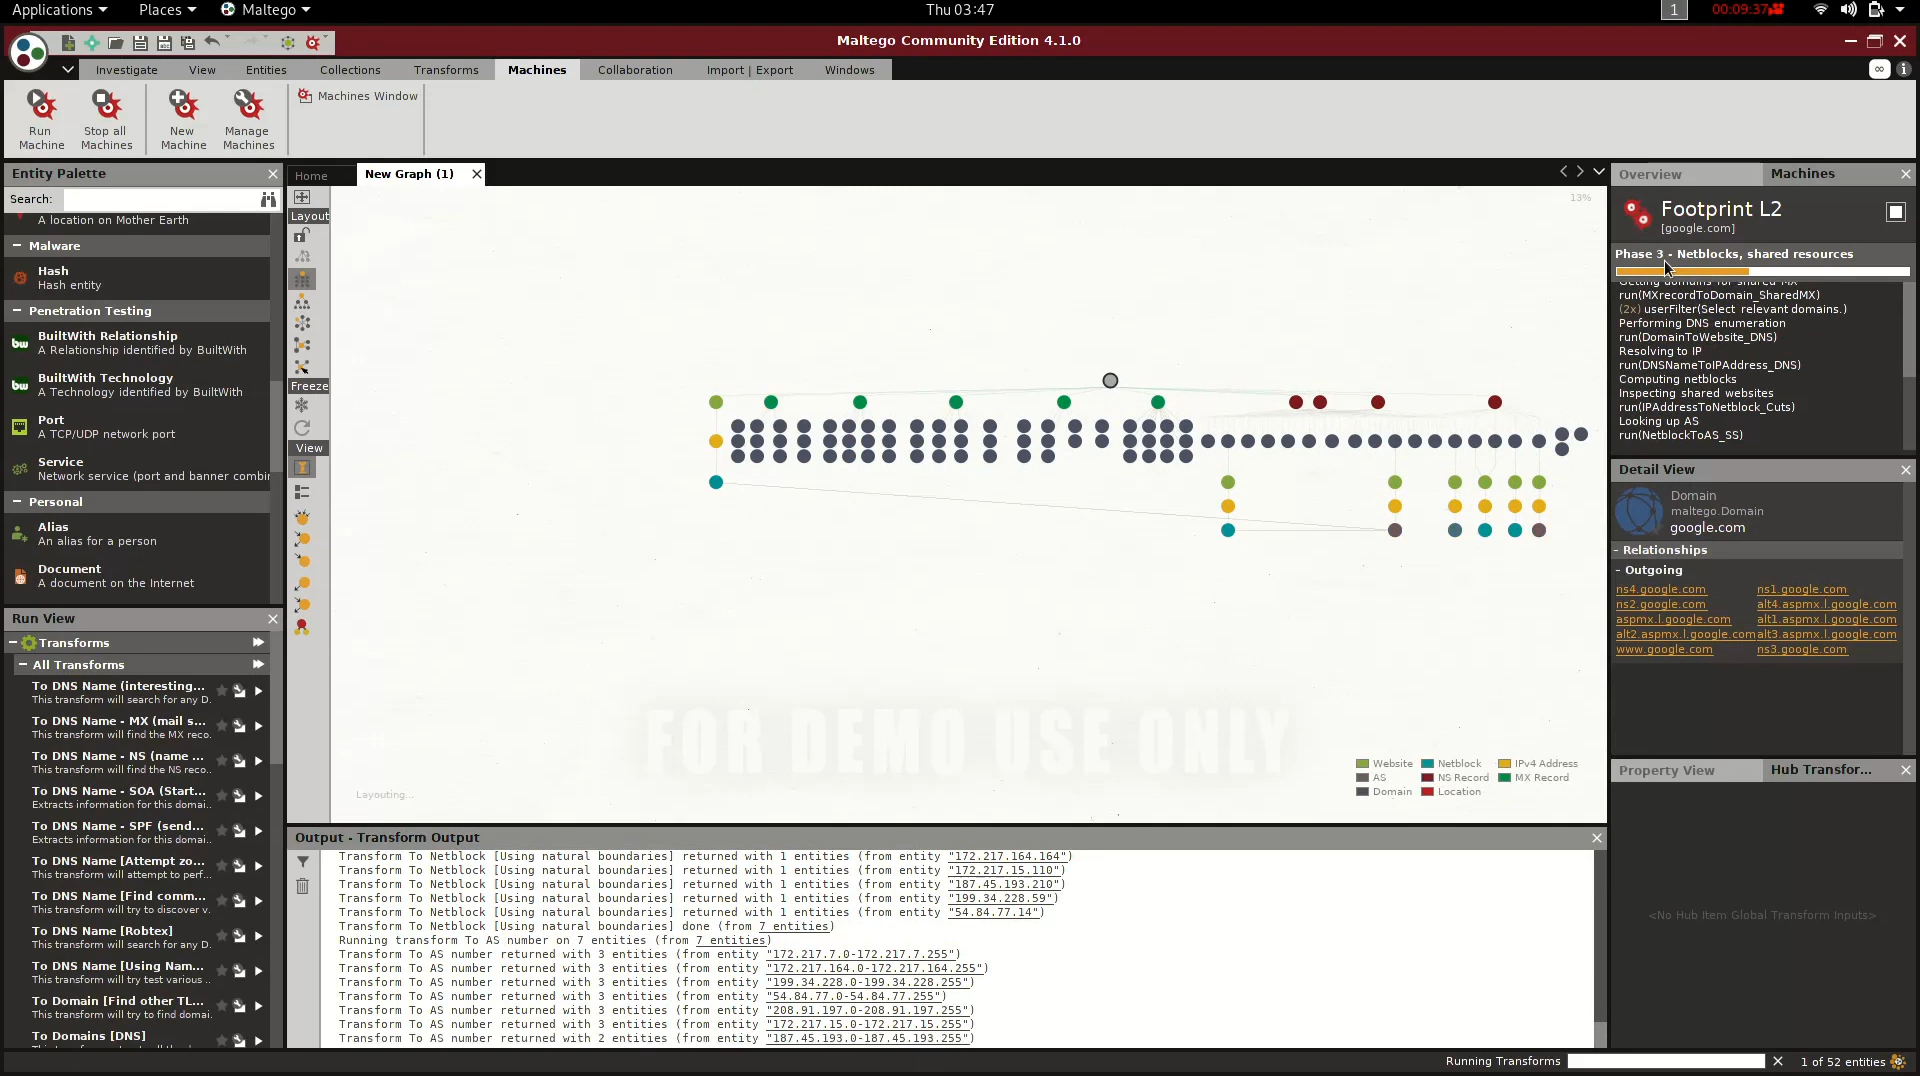 Applications Places Maltego Thu 03:47 1 00:09:37
Maltego Community Edition 4.1.0
Investigate View Entities Collections Transforms Machines Collaboration Import | Export Windows
Run Machine
Stop all Machines
New Machine
Manage Machines
Machines Window
Entity Palette
Search:
A location on Mother Earth
Malware
Hash
Hash entity
Penetration Testing
BuiltWith Relationship
A Relationship identified by BuiltWith
BuiltWith Technology
A Technology identified by BuiltWith
Port
A TCP/UDP network port
Service
Network service (port and banner combin
Personal
Alias
An alias for a person
Document
A document on the Internet
Run View
Transforms
All Transforms
To DNS Name (interesting...
This transform will search for any D.
To DNS Name - MX (mail s...
This transform will find the MX reco.
To DNS Name - NS (name ...
This transform will find the NS reco..
To DNS Name - SOA (Start...
Extracts information for this domai..
To DNS Name - SPF (send...
Extracts information for this domai.
To DNS Name [Attempt zo...
This transform will attempt to perf...
To DNS Name [Find comm...
This transform will try to discover v.
To DNS Name [Robtex]
This transform will search for any D.
To DNS Name [Using Nam...
This transform will try test various ..
To Domain [Find other TL...
This transform will try to find domai.
To Domains [DNS]
Home New Graph (1)
Layout
Freeze
View
13%
FOR DEMO USE ONLY
Website Netblock IPv4 Address
AS NS Record MX Record
Domain Location
Layouting...
Output - Transform Output
Transform To Netblock [Using natural boundaries] returned with 1 entities (from entity "172.217.164.164")
Transform To Netblock [Using natural boundaries] returned with 1 entities (from entity "172.217.15.110")
Transform To Netblock [Using natural boundaries] returned with 1 entities (from entity "187.45.193.210")
Transform To Netblock [Using natural boundaries] returned with 1 entities (from entity "199.34.228.59")
Transform To Netblock [Using natural boundaries] returned with 1 entities (from entity "54.84.77.14")
Transform To Netblock [Using natural boundaries] done (from 7 entities)
Running transform To AS number on 7 entities (from 7 entities)
Transform To AS number returned with 3 entities (from entity "172.217.7.0-172.217.7.255")
Transform To AS number returned with 3 entities (from entity "172.217.164.0-172.217.164.255")
Transform To AS number returned with 3 entities (from entity "199.34.228.0-199.34.228.255")
Transform To AS number returned with 3 entities (from entity "54.84.77.0-54.84.77.255")
Transform To AS number returned with 3 entities (from entity "208.91.197.0-208.91.197.255")
Transform To AS number returned with 3 entities (from entity "172.217.15.0-172.217.15.255")
Transform To AS number returned with 2 entities (from entity "187.45.193.0-187.45.193.255")
Overview Machines
Footprint L2
[google.com]
Phase 3 - Netblocks, shared resources
Getting domains for shared MX
run(MXrecordToDomain_SharedMX)
(2x) userFilter(Select relevant domains.)
Performing DNS enumeration
run(DomainToWebsite_DNS)
Resolving to IP
run(DNSNameToIPAddress_DNS)
Computing netblocks
Inspecting shared websites
run(IPAddressToNetblock_Cuts)
Looking up AS
run(NetblockToAS_SS)
Detail View
Domain
maltego.Domain
google.com
- Relationships
- Outgoing
ns4.google.com ns1.google.com
ns2.google.com alt4.aspmx.l.google.com
aspmx.l.google.com alt1.aspmx.l.google.com
alt2.aspmx.l.google.com alt3.aspmx.l.google.com
www.google.com ns3.google.com
Property View Hub Transfor...
<No Hub Item Global Transform Inputs>
Running Transforms 1 of 52 entities